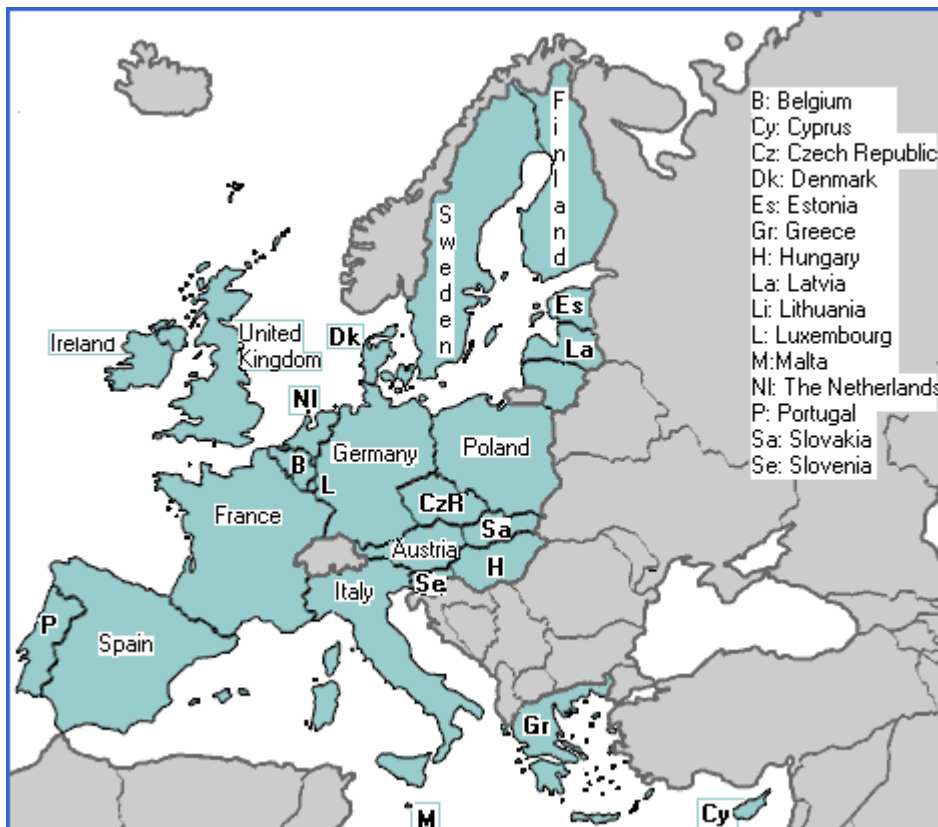 B: Belgium
Cy: Cyprus
Cz: Czech Republic
Dk: Denmark
Es: Estonia
Gr: Greece
H: Hungary
La: Latvia
Li: Lithuania
L: Luxembourg
M:Malta
Nl: The Netherlands
P: Portugal
Sa: Slovakia
Se: Slovenia
Finland
Sweden
Es
La
Dk
United
Kingdom
Ireland
Nl
B
L
Germany
Poland
CzR
Sa
France
Austria
H
Se
Italy
P
Spain
Gr
M
Cy